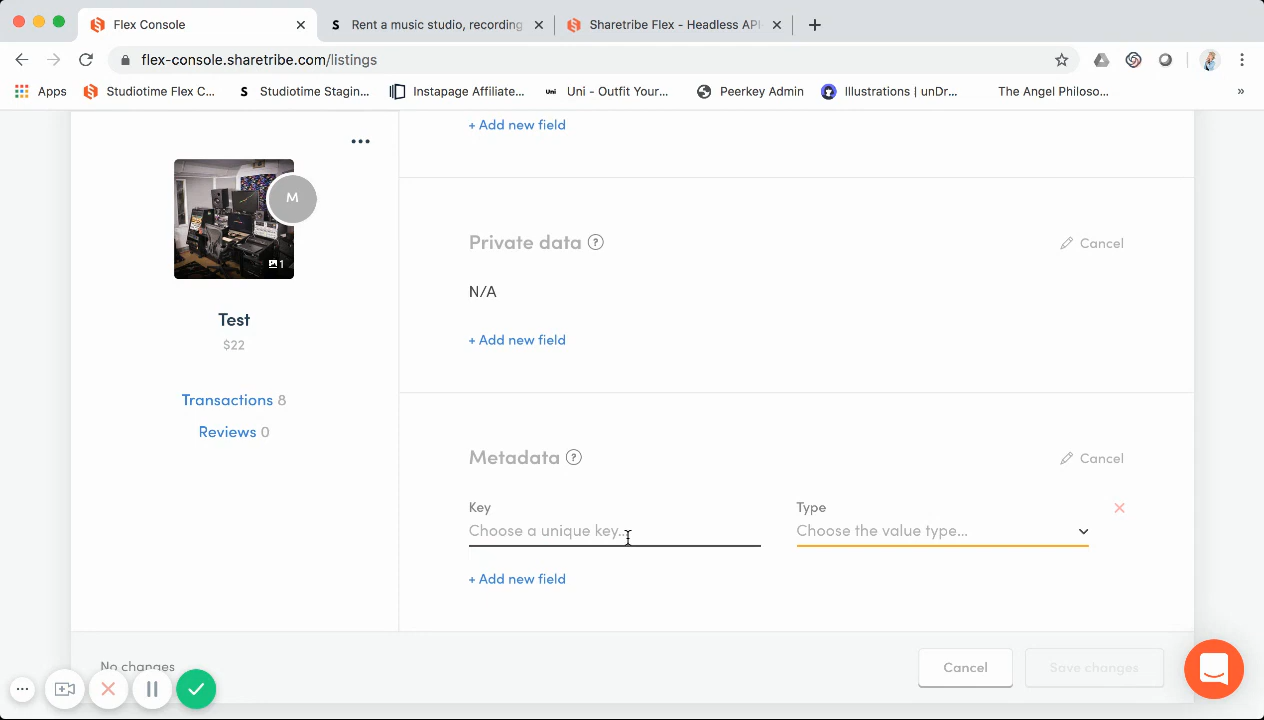 Flex Console
Rent a music studio, recording
Sharetribe Flex - Headless API
flex-console.sharetribe.com/listings
Apps
Studiotime Flex C...
S
Studiotime Stagin...
Instapage Affiliate...
Uni
Uni - Outfit Your...
Peerkey Admin
Illustrations | unDr...
The Angel Philoso...
»
+ Add new field
M
1
Test
$22
Transactions 8
Reviews 0
Private data ?
Cancel
N/A
+ Add new field
Metadata ?
Cancel
Key
Choose a unique key...
Type
Choose the value type...
+ Add new field
No changes
Cancel
Save changes